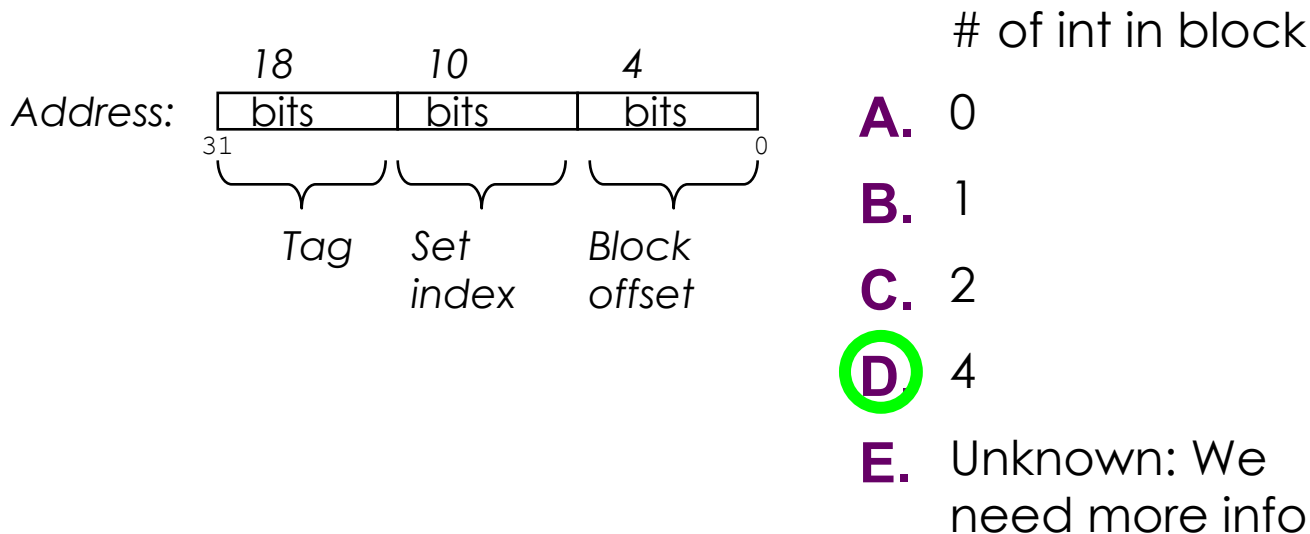 # of int in block
18 10 4
Address: bits bits bits
31 0
Tag Set index Block offset
A. 0
B. 1
C. 2
D. 4
E. Unknown: We
need more info